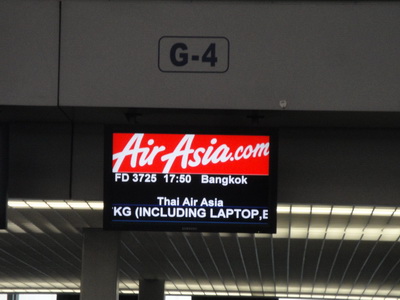 G-4
AirAsia.com
FD 3725 17:50 Bangkok
Thai Air Asia
KG (INCLUDING LAPTOP,